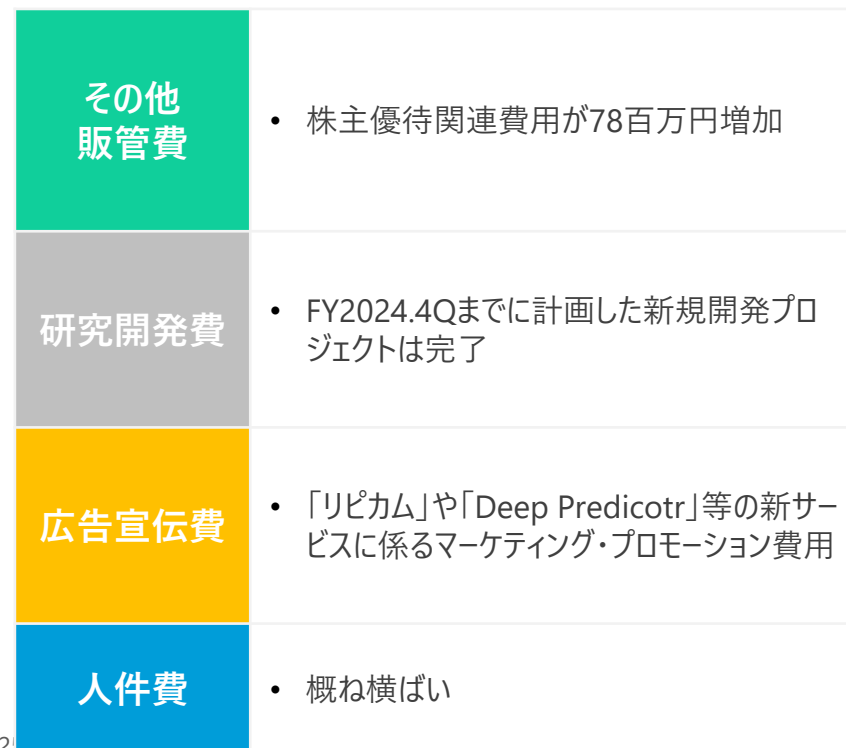 その他
販管費
• 株主優待関連費用が78百万円増加
研究開発費
• FY2024.4Qまでに計画した新規開発プロ
ジェクトは完了
広告宣伝費
• 「リピカム」や「Deep Predicotr」等の新サー
ビスに係るマーケティング・プロモーション費用
人件費
• 概ね横ばい